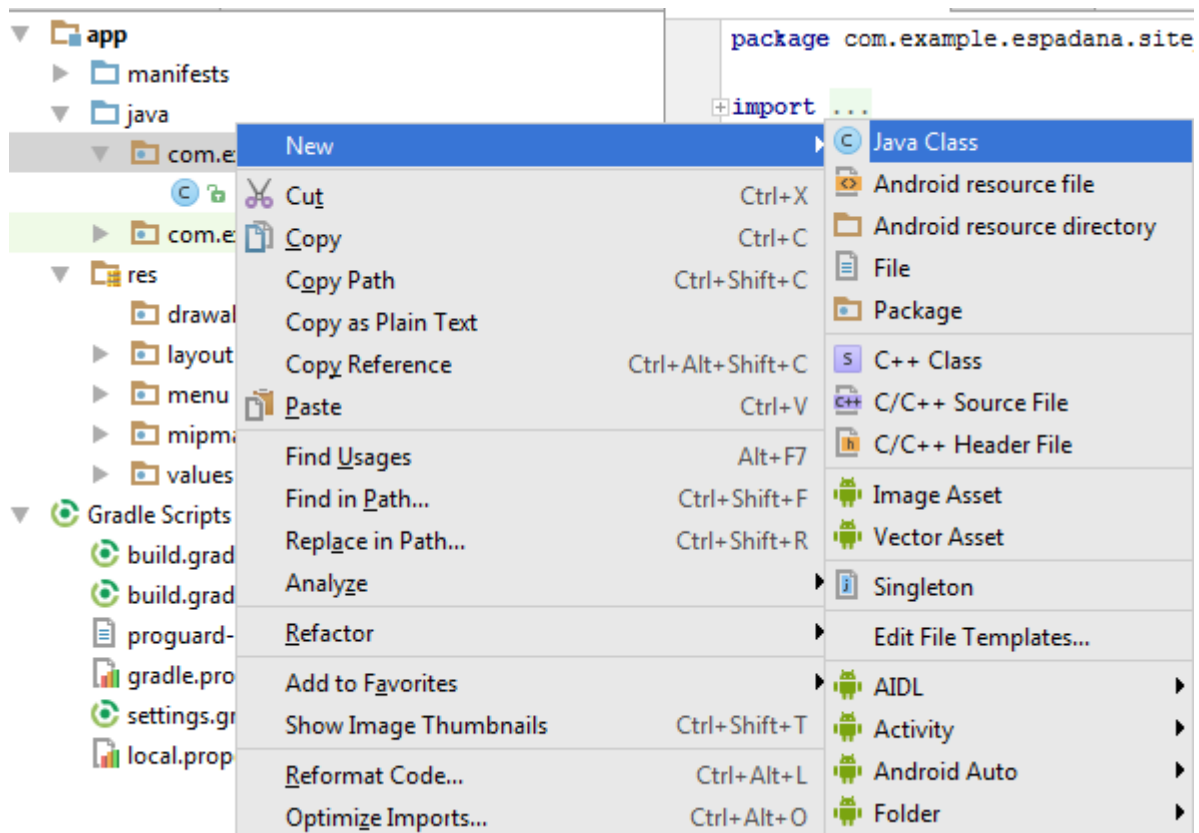 app
manifests
java
com.e
com.e
res
drawal
layout
menu
mipma
values
Gradle Scripts
build.grad
build.grad
proguard-
gradle.pro
settings.gr
local.prop
package com.example.espadana.site
import ...
New
Cut Ctrl+X
Copy Ctrl+C
Copy Path Ctrl+Shift+C
Copy as Plain Text
Copy Reference Ctrl+Alt+Shift+C
Paste Ctrl+V
Find Usages Alt+F7
Find in Path... Ctrl+Shift+F
Replace in Path... Ctrl+Shift+R
Analyze
Refactor
Add to Favorites
Show Image Thumbnails Ctrl+Shift+T
Reformat Code... Ctrl+Alt+L
Optimize Imports... Ctrl+Alt+O
C Java Class
Android resource file
Android resource directory
File
Package
S C++ Class
C++ C/C++ Source File
h C/C++ Header File
Image Asset
Vector Asset
j Singleton
Edit File Templates...
AIDL
Activity
Android Auto
Folder